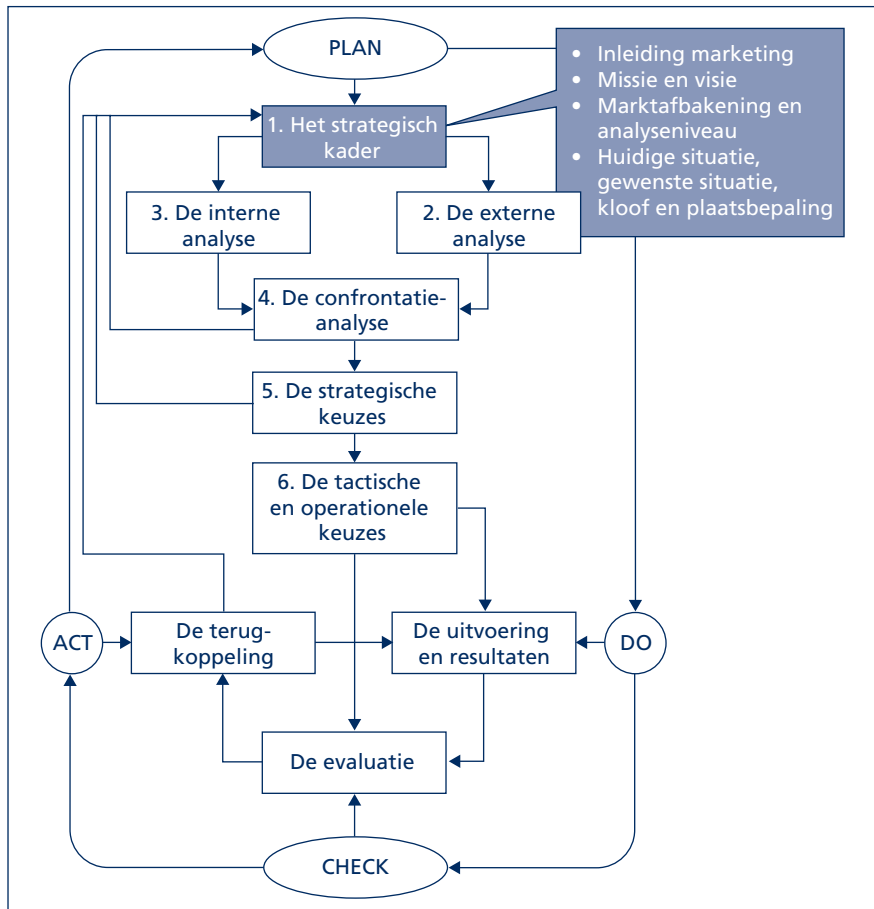 PLAN
• Inleiding marketing
• Missie en visie
• Marktafbakening en
analyseniveau
• Huidige situatie,
gewenste situatie,
kloof en plaatsbepaling
1. Het strategisch
kader
3. De interne
analyse
2. De externe
analyse
4. De confrontatie-
analyse
5. De strategische
keuzes
6. De tactische
en operationele
keuzes
ACT
De terug-
koppeling
De uitvoering
en resultaten
DO
De evaluatie
CHECK